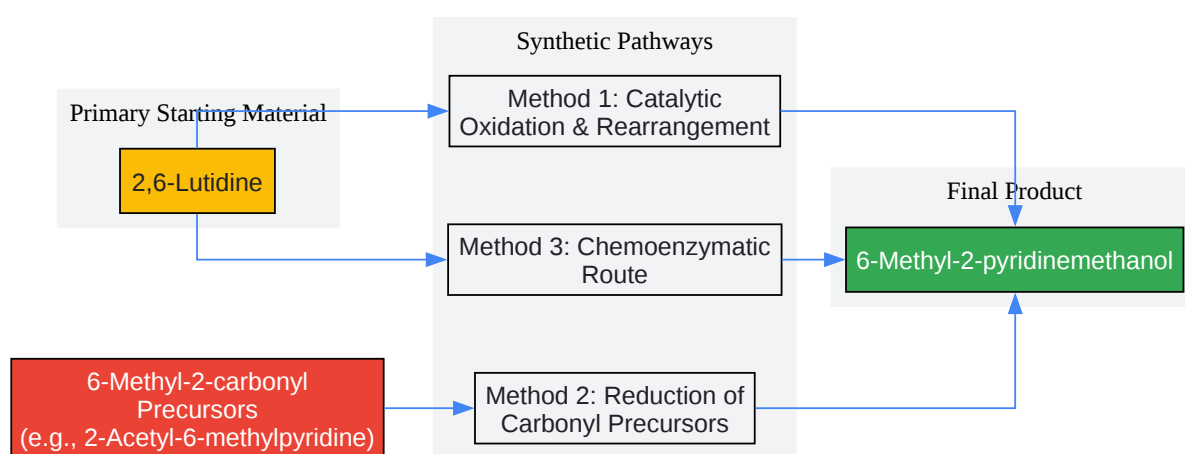 Synthetic Pathways
Primary Starting Material
2,6-Lutidine
Method 1: Catalytic
Oxidation & Rearrangement
Method 3: Chemoenzymatic
Route
Final Product
6-Methyl-2-pyridinemethanol
6-Methyl-2-carbonyl
Precursors
(e.g., 2-Acetyl-6-methylpyridine)
Method 2: Reduction of
Carbonyl Precursors